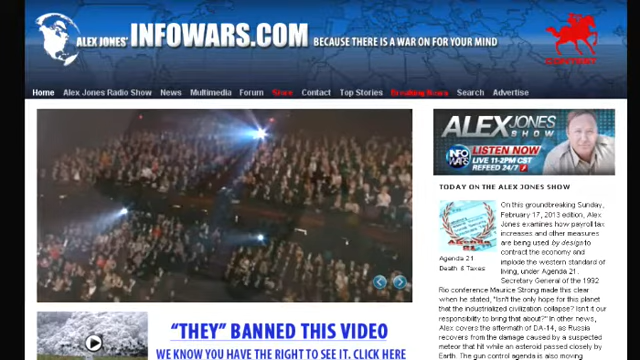 ALEX JONES' INFOWARS.COM BECAUSE THERE IS A WAR ON FOR YOUR MIND
Home Alex Jones Radio Show News Multimedia Forum Store Contact Top Stories Breaking News Search Advertise
ALEX JONES
SHOW
INFO
WARS
LISTEN NOW
LIVE 11-2PM CST
REFEED 24/7
TODAY ON THE ALEX JONES SHOW
On this groundbreaking Sunday,
February 17, 2013 edition, Alex
Jones examines how payroll tax
increases and other measures
are being used by design to
contract the economy and
implode the western standard of
living, under Agenda 21.
Secretary General of the 1992
Agenda 21
Agenda 21
Death & Taxes
Rio conference Maurice Strong made this clear
when he stated, "Isn't the only hope for this planet
that the industrialized civilization collapse? Isn't it our
responsibility to bring that about?" In other news,
Alex covers the aftermath of DA-14, as Russia
recovers from the damage caused by a suspected
meteor that hit while an asteroid passed closely by
Earth. The gun control agenda is also moving
"THEY" BANNED THIS VIDEO
WE KNOW YOU HAVE THE RIGHT TO SEE IT. CLICK HERE